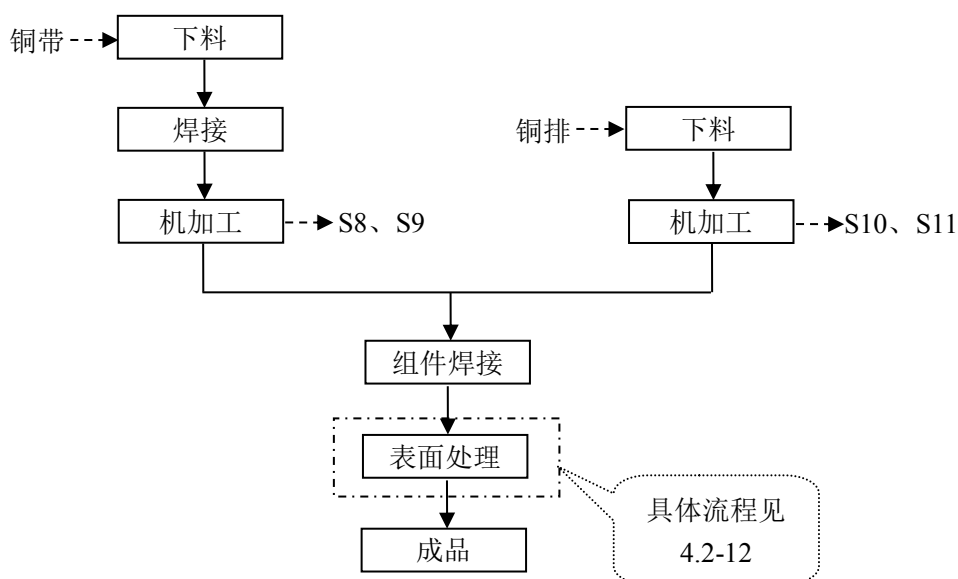 铜带
下料
焊接
铜排
下料
机加工
S8、S9
机加工
S10、S11
组件焊接
表面处理
具体流程见
4.2-12
成品